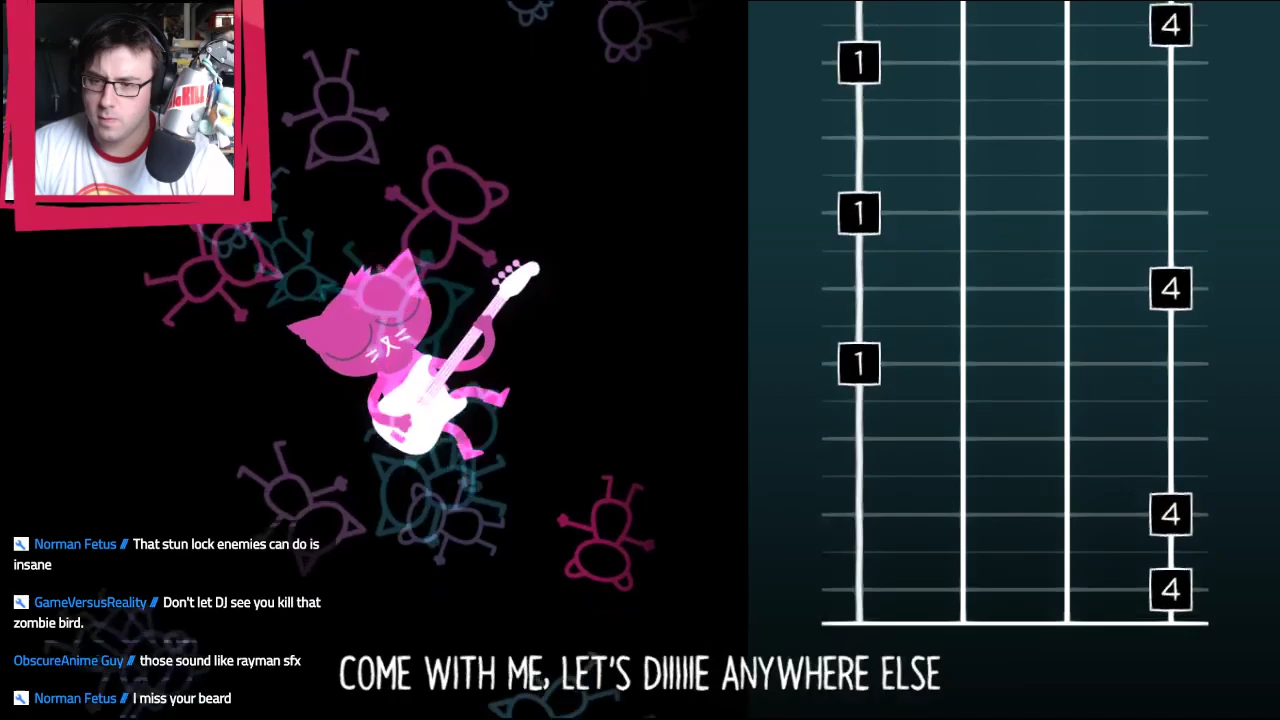 4
1
1
4
1
4
4
KILL
Norman Fetus // That stun lock enemies can do is
insane
GameVersusReality // Don't let DJ see you kill that
zombie bird.
ObscureAnime Guy // those sound like rayman sfx
Norman Fetus // I miss your beard
COME WITH ME, LET'S DIIIIIE ANYWHERE ELSE